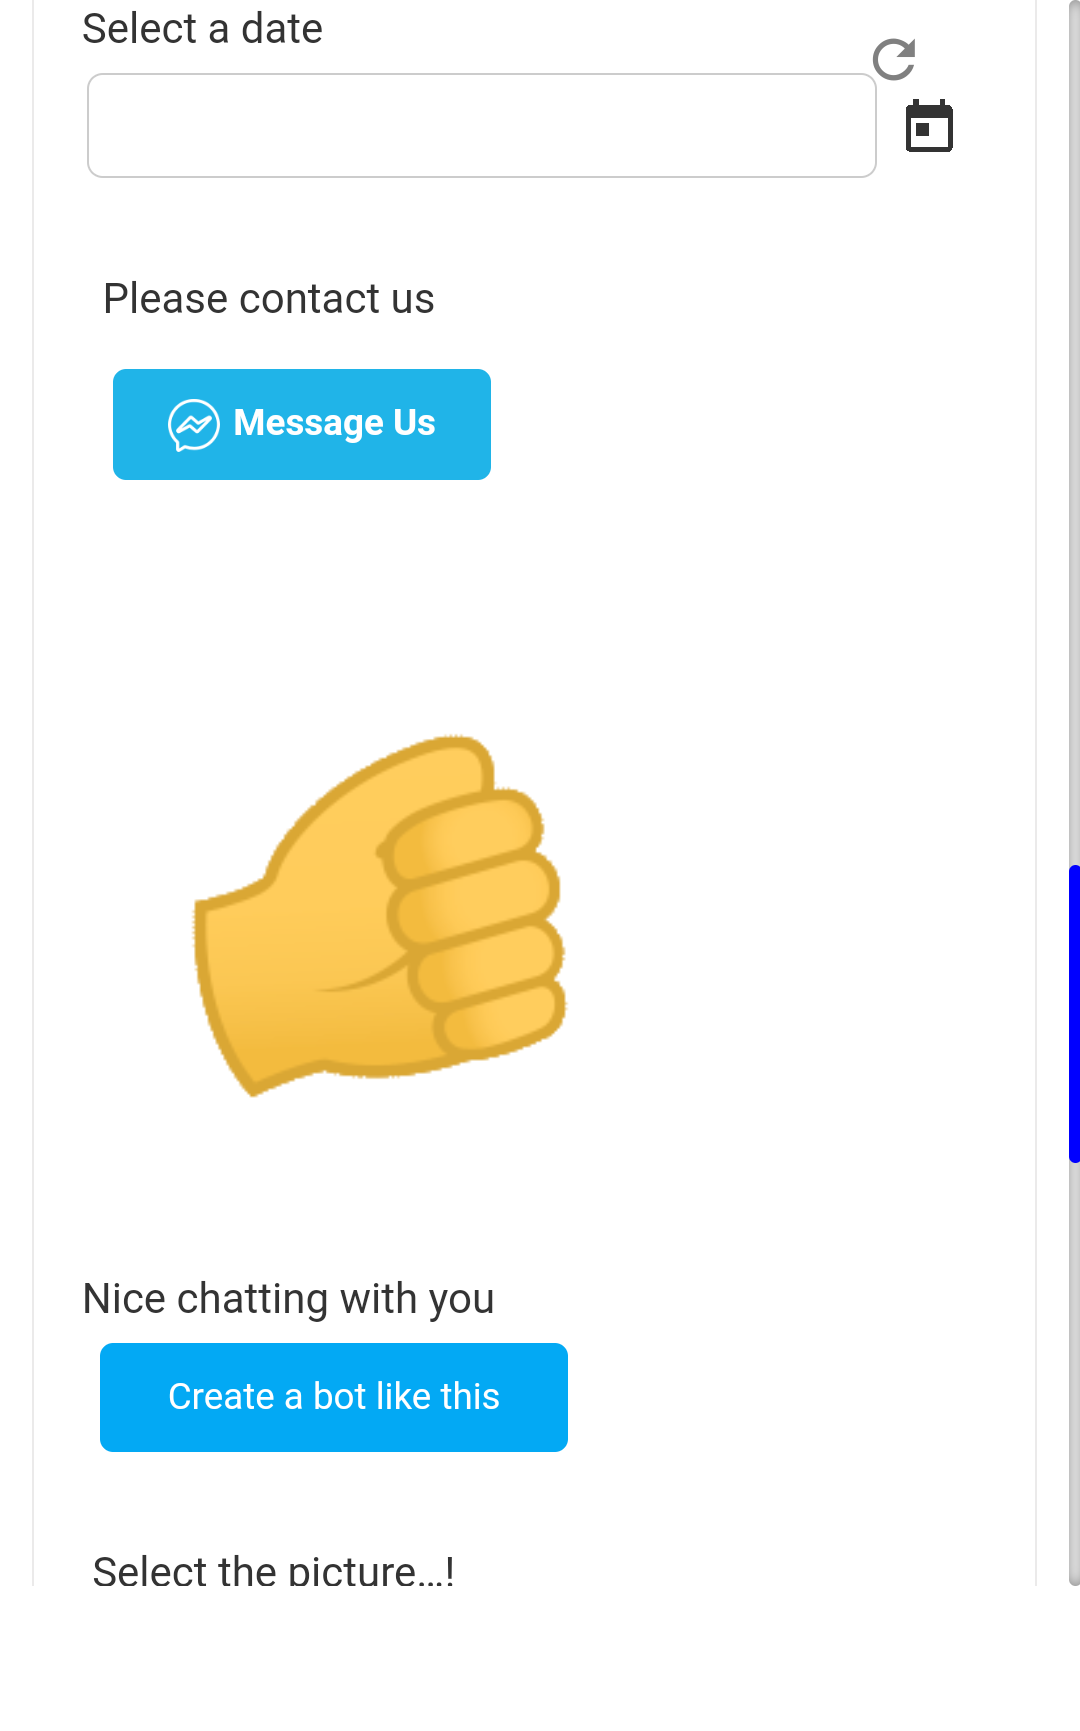 Select a date
Please contact us
Message Us
Nice chatting with you
Create a bot like this
Select the picture...!